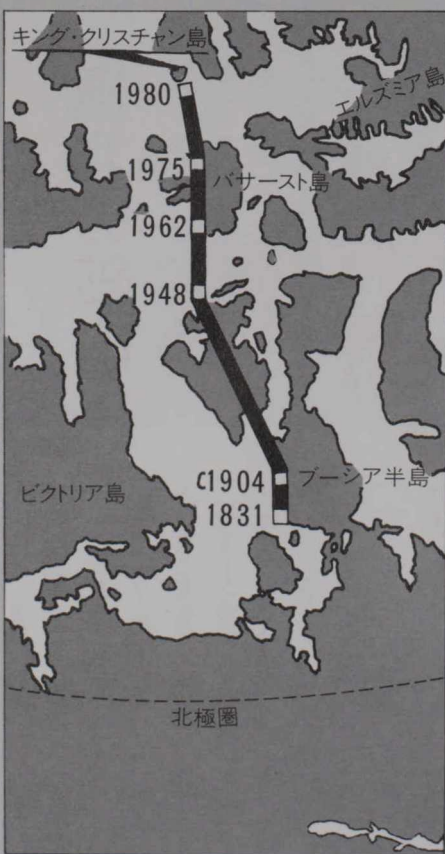 キング・クリスチャン島
1980
エルズミア島
1975
バサースト島
1962
1948
ビクトリア島
c1904
ブーシア半島
1831
北極圏